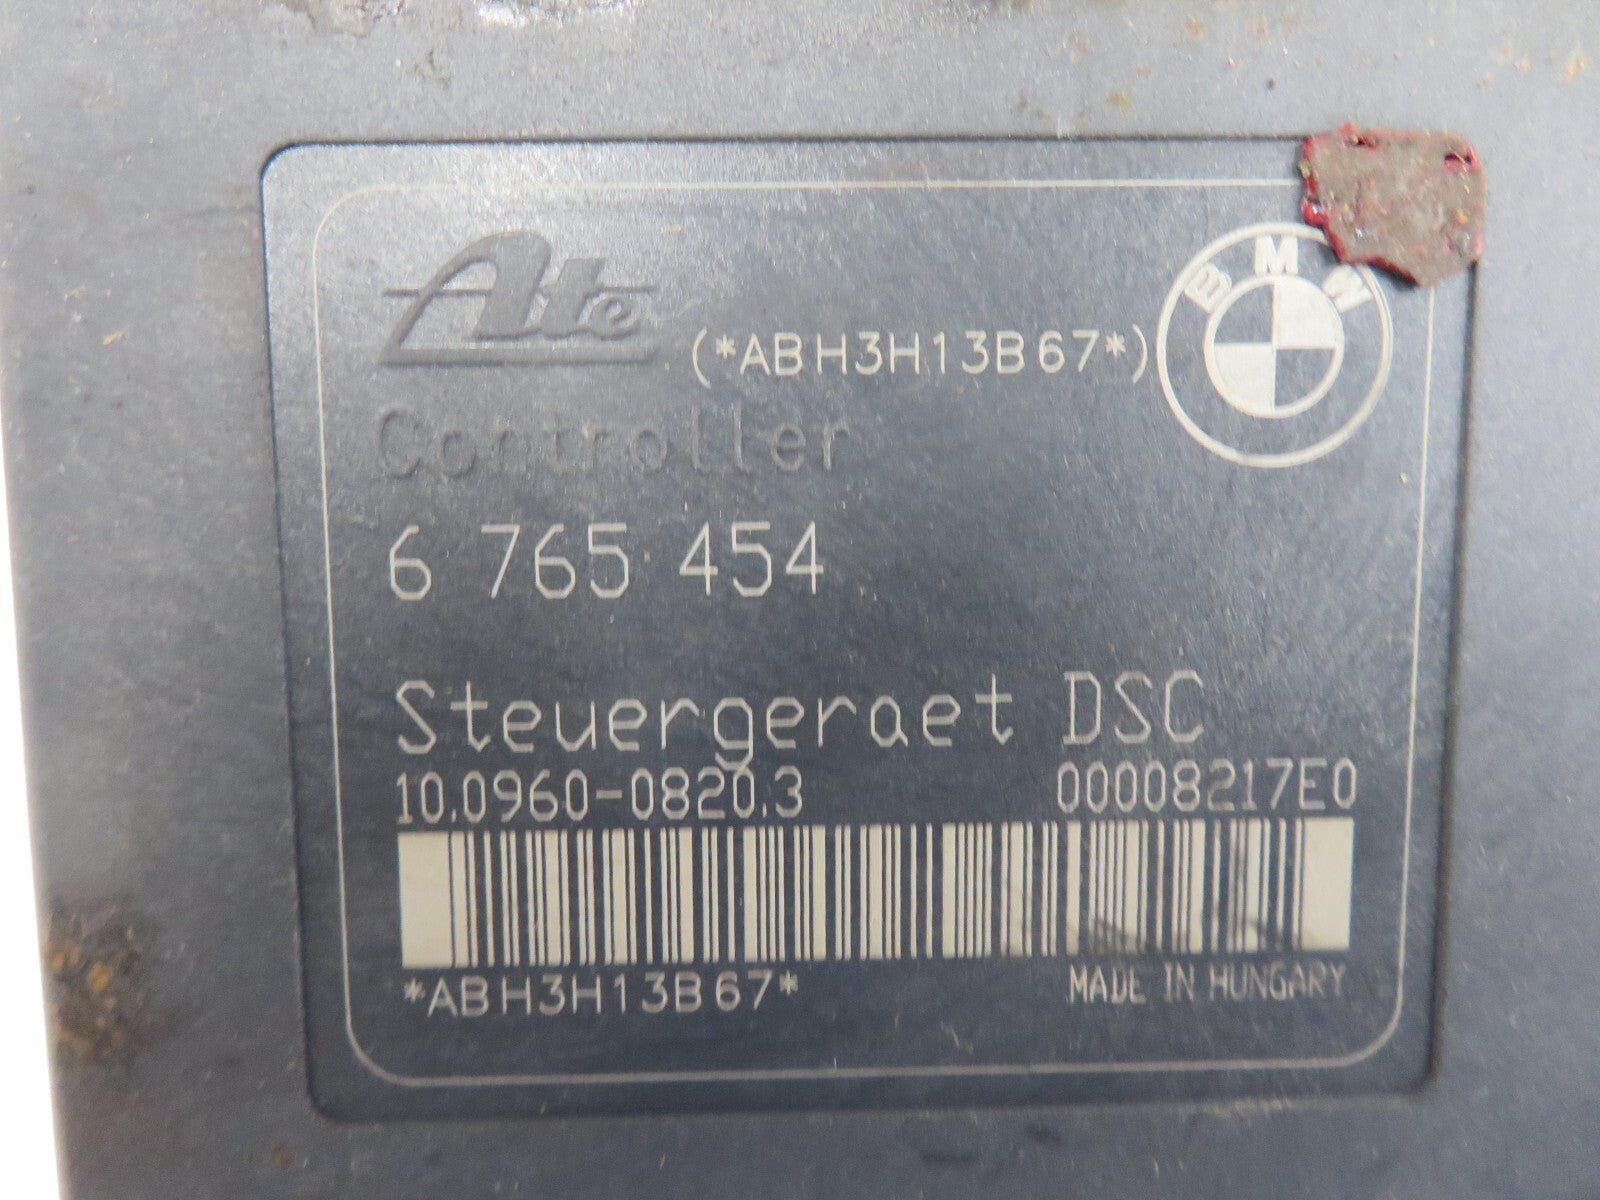 Ate
(*ABH3H13B67*)
BMW
Controller
6 765 454
Steuergeraet DSC
10.0960-0820.3 00008217E0
*ABH3H13B67* MADE IN HUNGARY